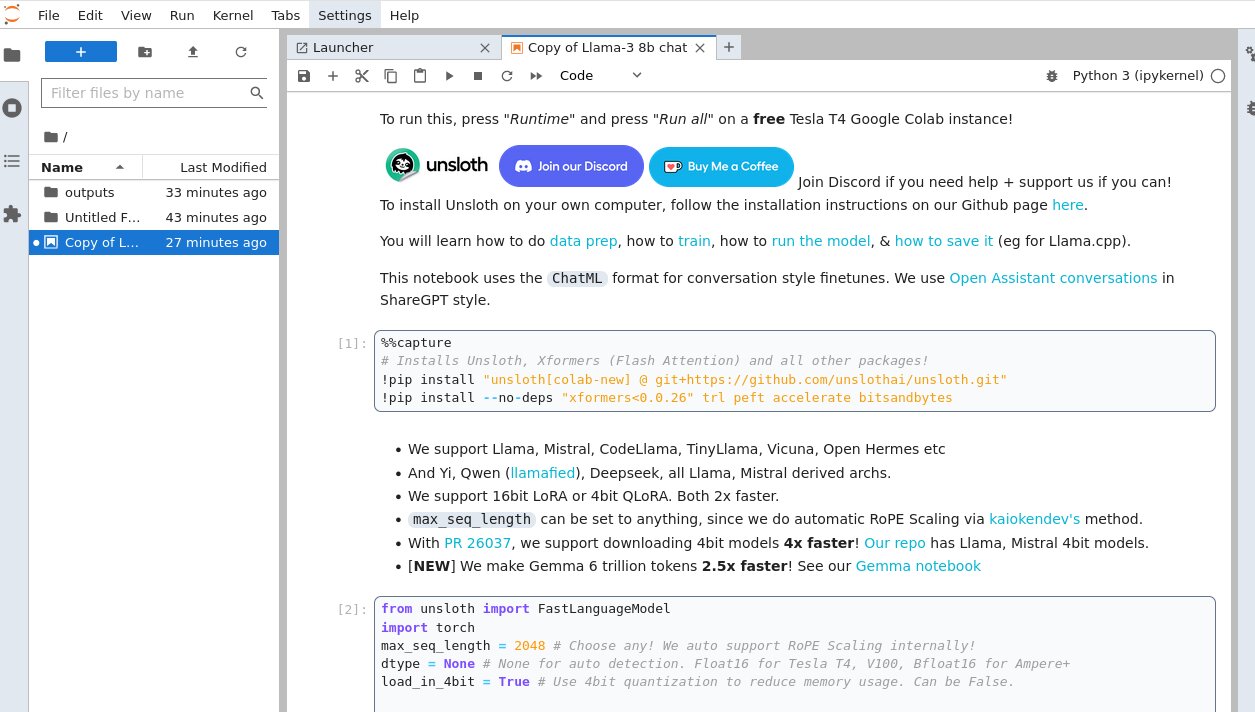 File Edit View Run Kernel Tabs Settings Help
+
Filter files by name
/
Name Last Modified
outputs 33 minutes ago
Untitled F... 43 minutes ago
Copy of L... 27 minutes ago
Launcher
Copy of Llama-3 8b chat
Code
Python 3 (ipykernel)
To run this, press "Runtime" and press "Run all" on a free Tesla T4 Google Colab instance!
unsloth Join our Discord Buy Me a Coffee Join Discord if you need help + support us if you can!
To install Unsloth on your own computer, follow the installation instructions on our Github page here.
You will learn how to do data prep, how to train, how to run the model, & how to save it (eg for Llama.cpp).
This notebook uses the ChatML format for conversation style finetunes. We use Open Assistant conversations in
ShareGPT style.
[1]: %%capture
# Installs Unsloth, Xformers (Flash Attention) and all other packages!
!pip install "unsloth[colab-new] @ git+https://github.com/unslothai/unsloth.git"
!pip install --no-deps "xformers<0.0.26" trl peft accelerate bitsandbytes
• We support Llama, Mistral, CodeLlama, TinyLlama, Vicuna, Open Hermes etc
• And Yi, Qwen (llamafied), Deepseek, all Llama, Mistral derived archs.
• We support 16bit LoRA or 4bit QLoRA. Both 2x faster.
• max_seq_length can be set to anything, since we do automatic RoPE Scaling via kaiokendev's method.
• With PR 26037, we support downloading 4bit models 4x faster! Our repo has Llama, Mistral 4bit models.
• [NEW] We make Gemma 6 trillion tokens 2.5x faster! See our Gemma notebook
[2]: from unsloth import FastLanguageModel
import torch
max_seq_length = 2048 # Choose any! We auto support RoPE Scaling internally!
dtype = None # None for auto detection. Float16 for Tesla T4, V100, Bfloat16 for Ampere+
load_in_4bit = True # Use 4bit quantization to reduce memory usage. Can be False.